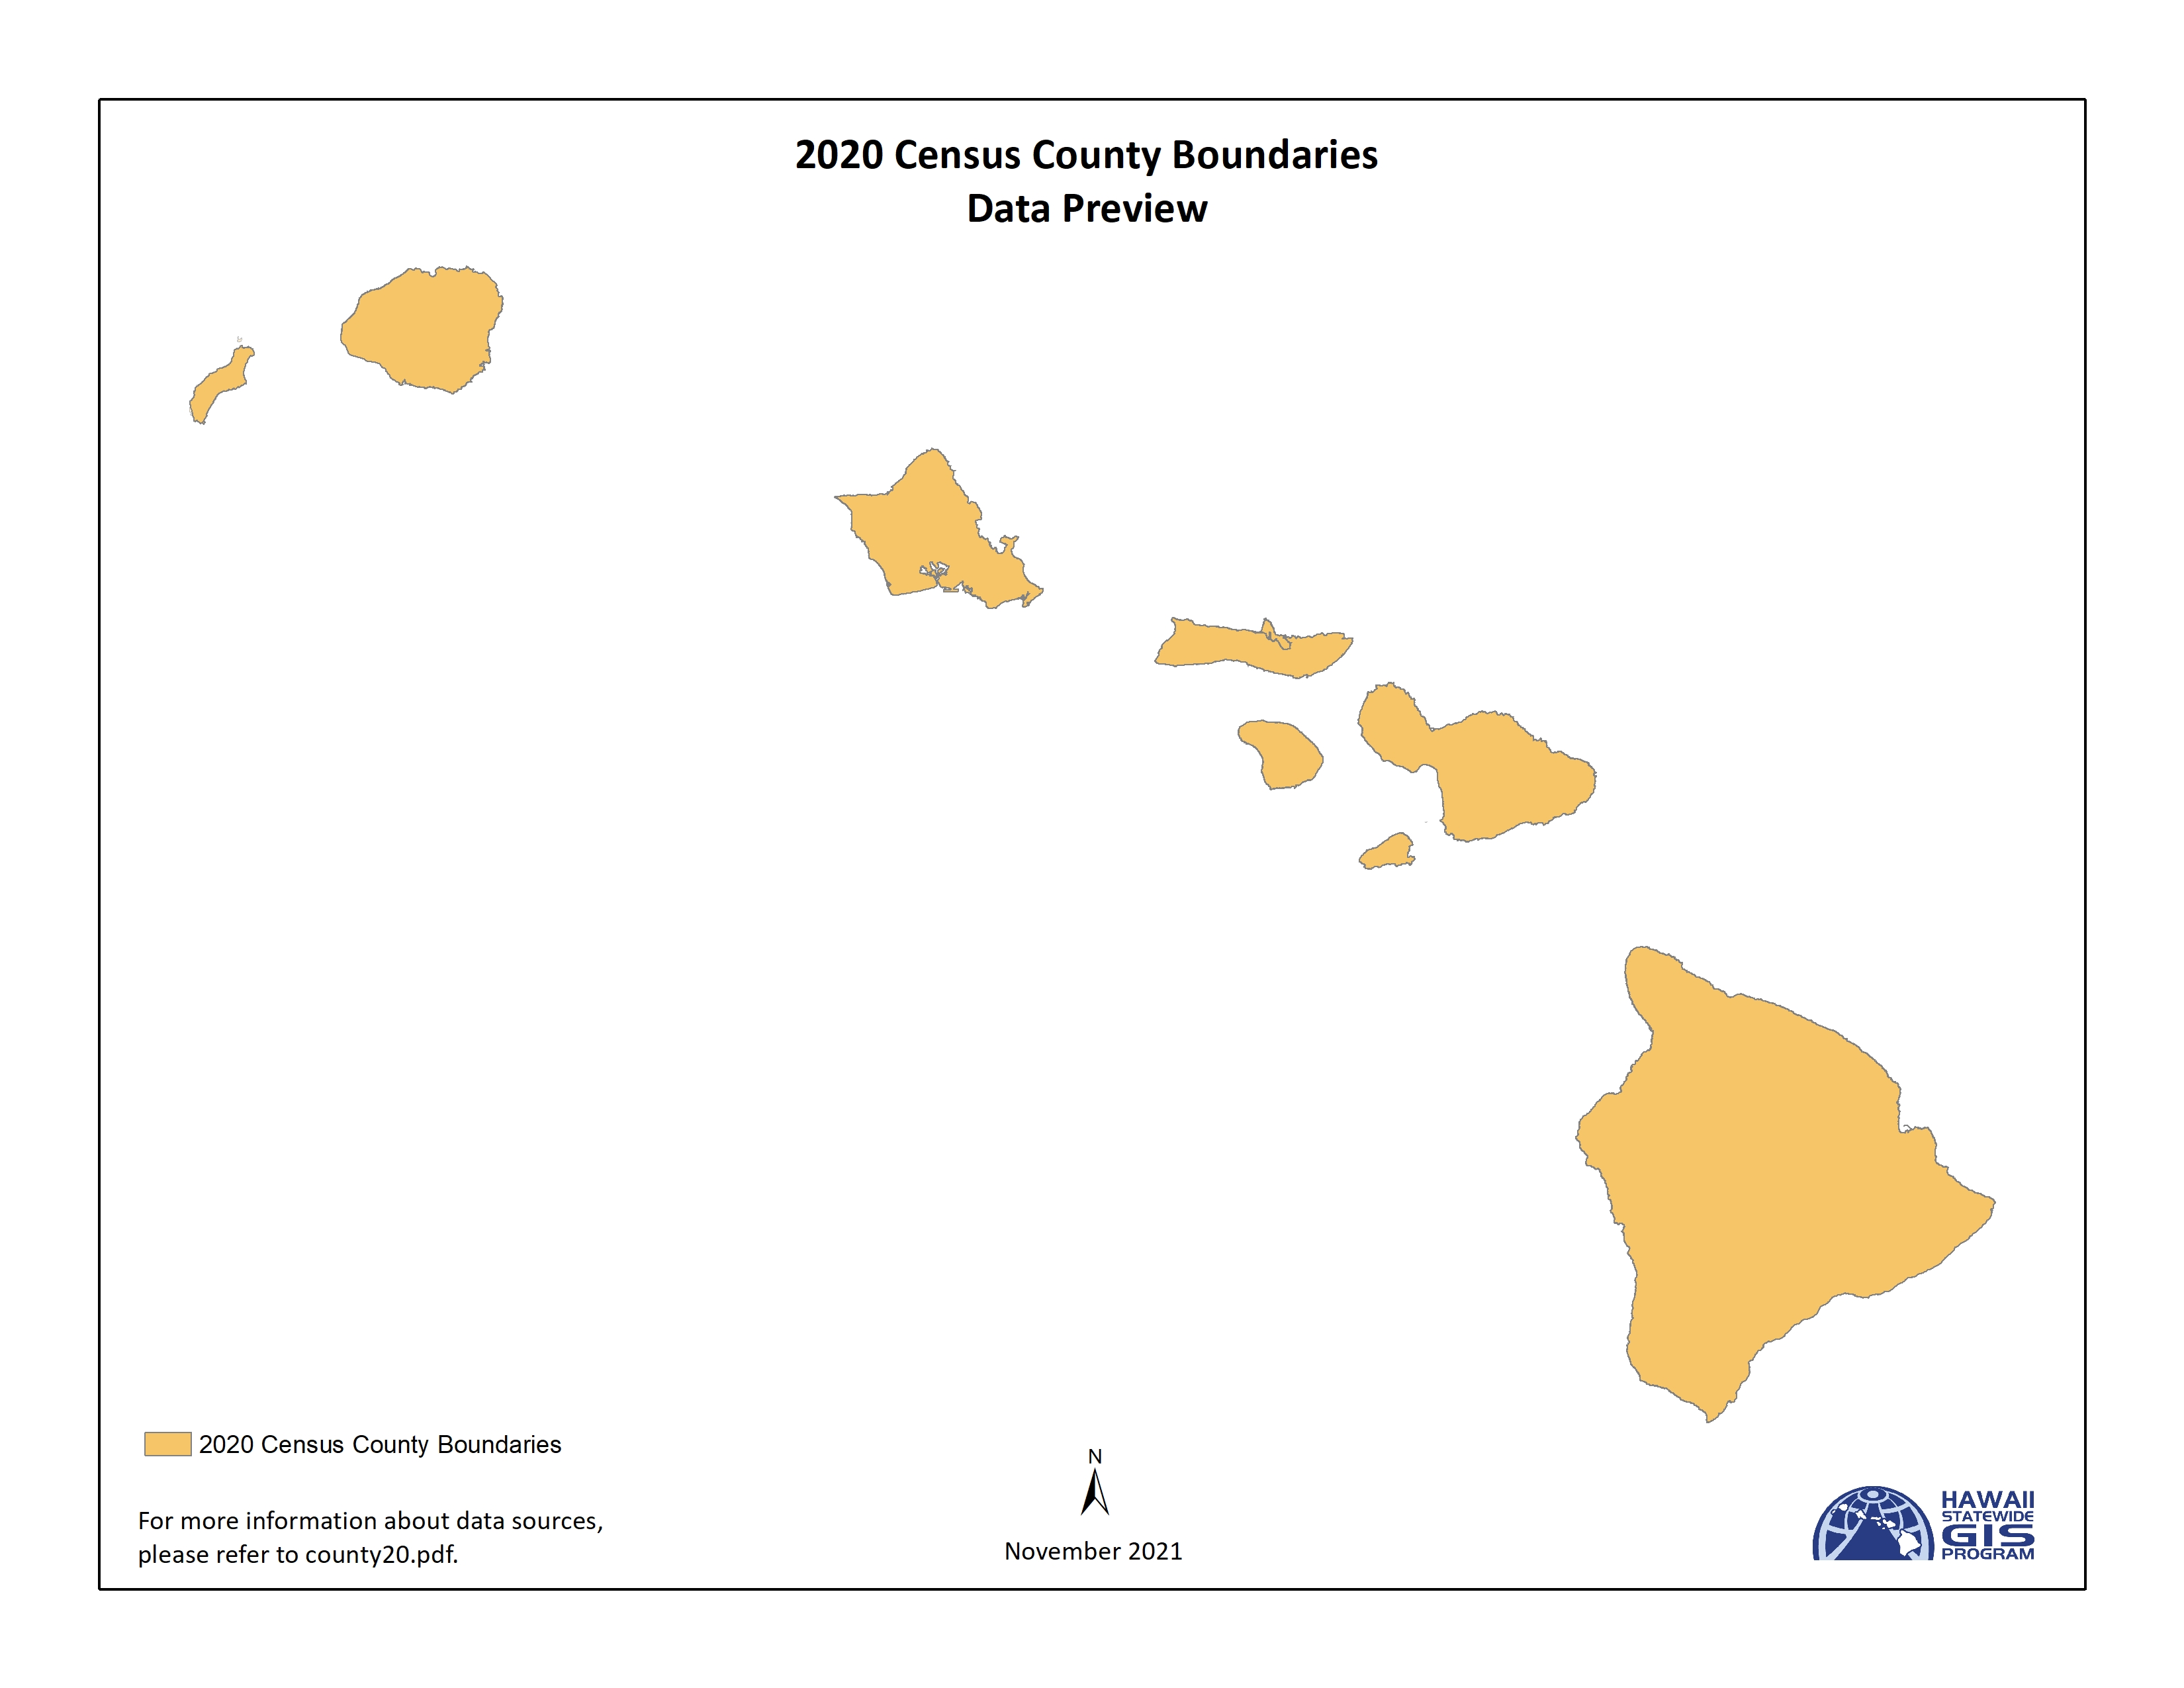 2020 Census County Boundaries
Data Preview
2020 Census County Boundaries
For more information about data sources,
please refer to county20.pdf.
N
November 2021
HAWAII
STATEWIDE
GIS
PROGRAM